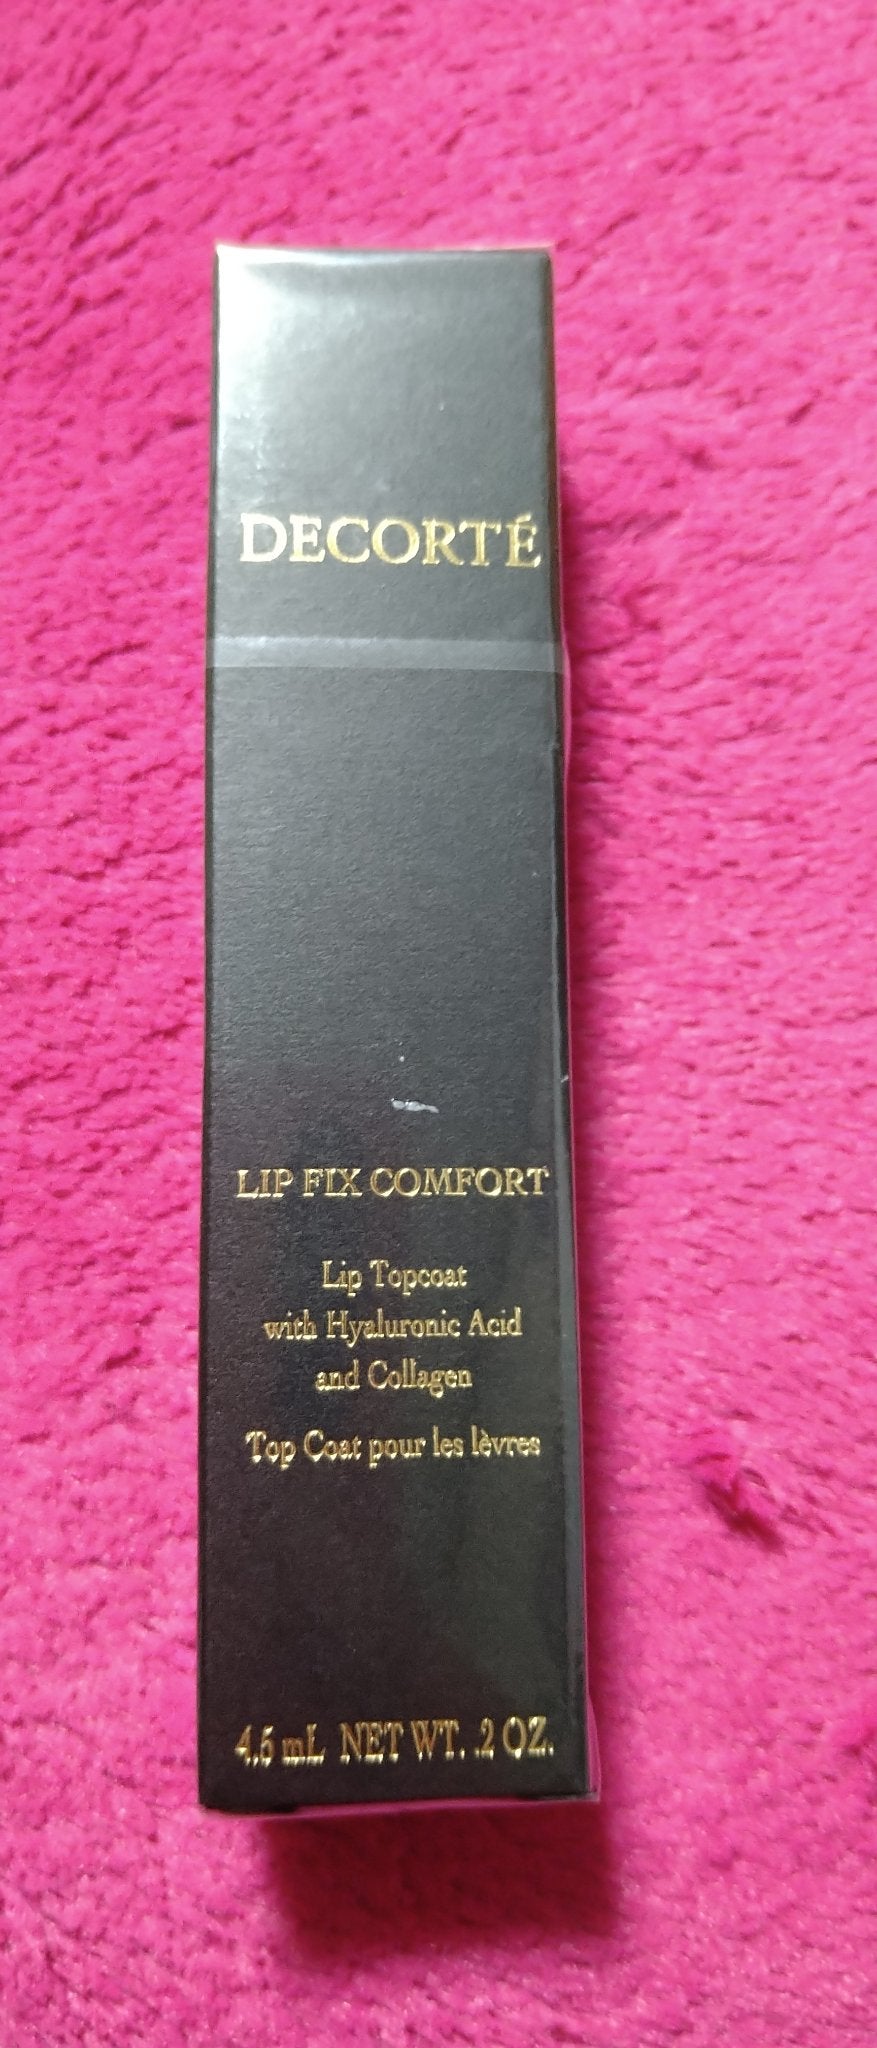 DECORTÉ
LIP FIX COMFORT
Lip Topcoat
with Hyaluronic Acid
and Collagen
Top Coat pour les lèvres
4.5 mL NET WT. .2 OZ.